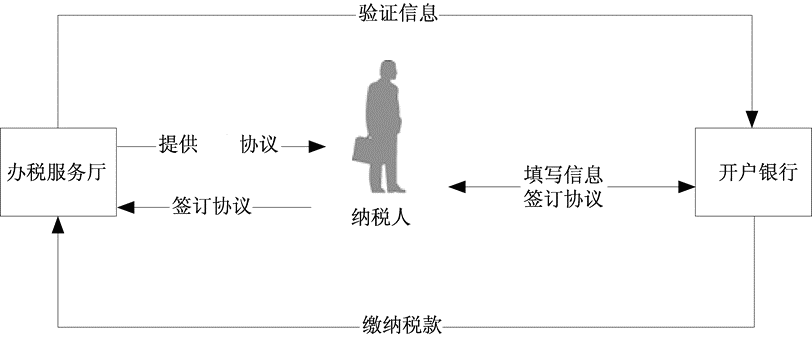 验证信息
提供 协议
办税服务厅
填写信息
开户银行
签订协议
签订协议
纳税人
缴纳税款